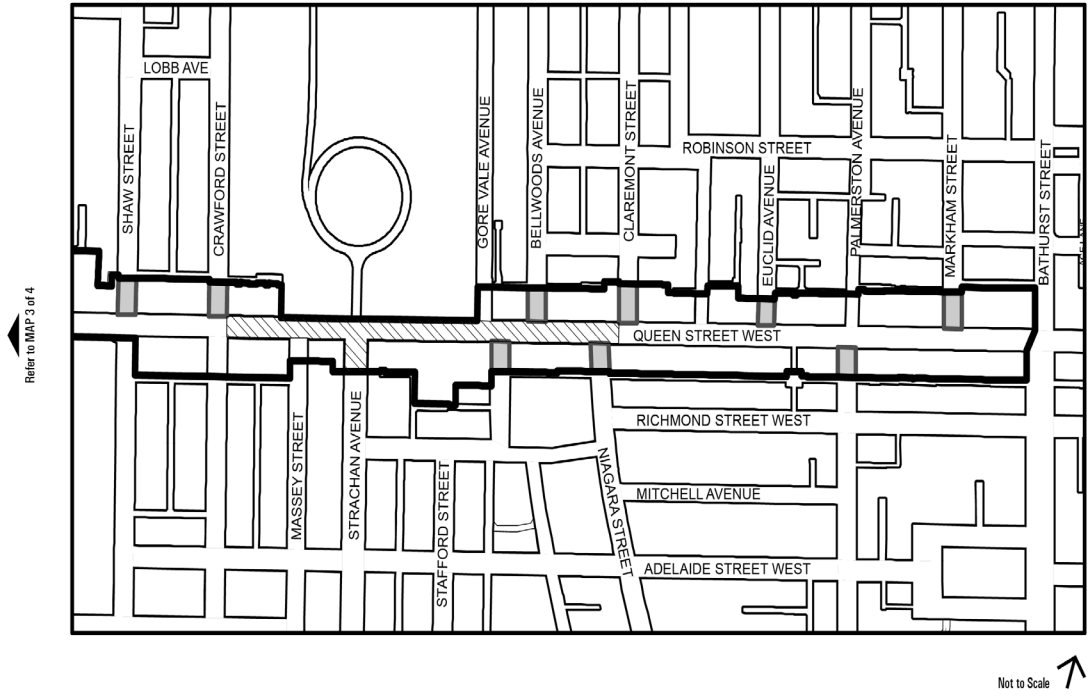 LOBB AVE
SHAW STREET
CRAWFORD STREET
GORE VALE AVENUE
BELLWOODS AVENUE
CLAREMONT STREET
ROBINSON STREET
EUCLID AVENUE
PALMERSTON AVENUE
MARKHAM STREET
BATHURST STREET
Refer to MAP 3 of 4
QUEEN STREET WEST
MASSEY STREET
STRACHAN AVENUE
STAFFORD STREET
NIAGARA STREET
RICHMOND STREET WEST
MITCHELL AVENUE
ADELAIDE STREET WEST
Not to Scale